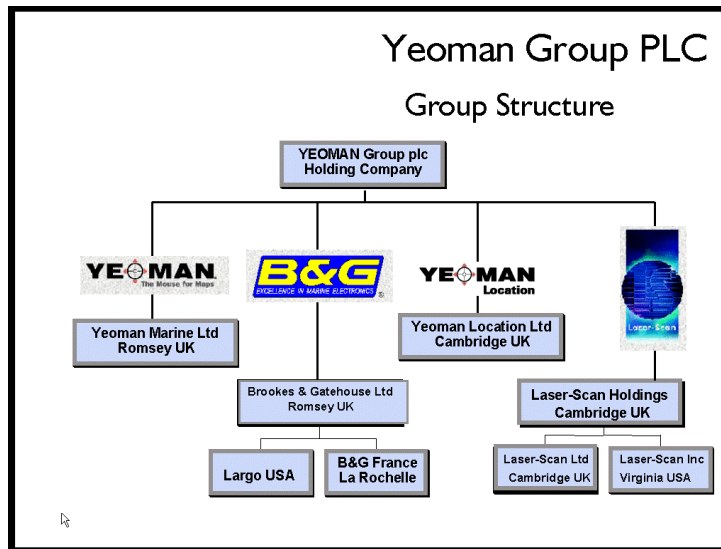 Yeoman Group PLC
Group Structure
YEOMAN Group plc
Holding Company
YEOMAN
The Mouse for Maps
B&G
EXCELLENCE IN MARINE ELECTRONICS
®
YEOMAN
Location
Laser-Scan
Yeoman Marine Ltd
Romsey UK
Yeoman Location Ltd
Cambridge UK
Brookes & Gatehouse Ltd
Romsey UK
Laser-Scan Holdings
Cambridge UK
Largo USA
B&G France
La Rochelle
Laser-Scan Ltd
Cambridge UK
Laser-Scan Inc
Virginia USA